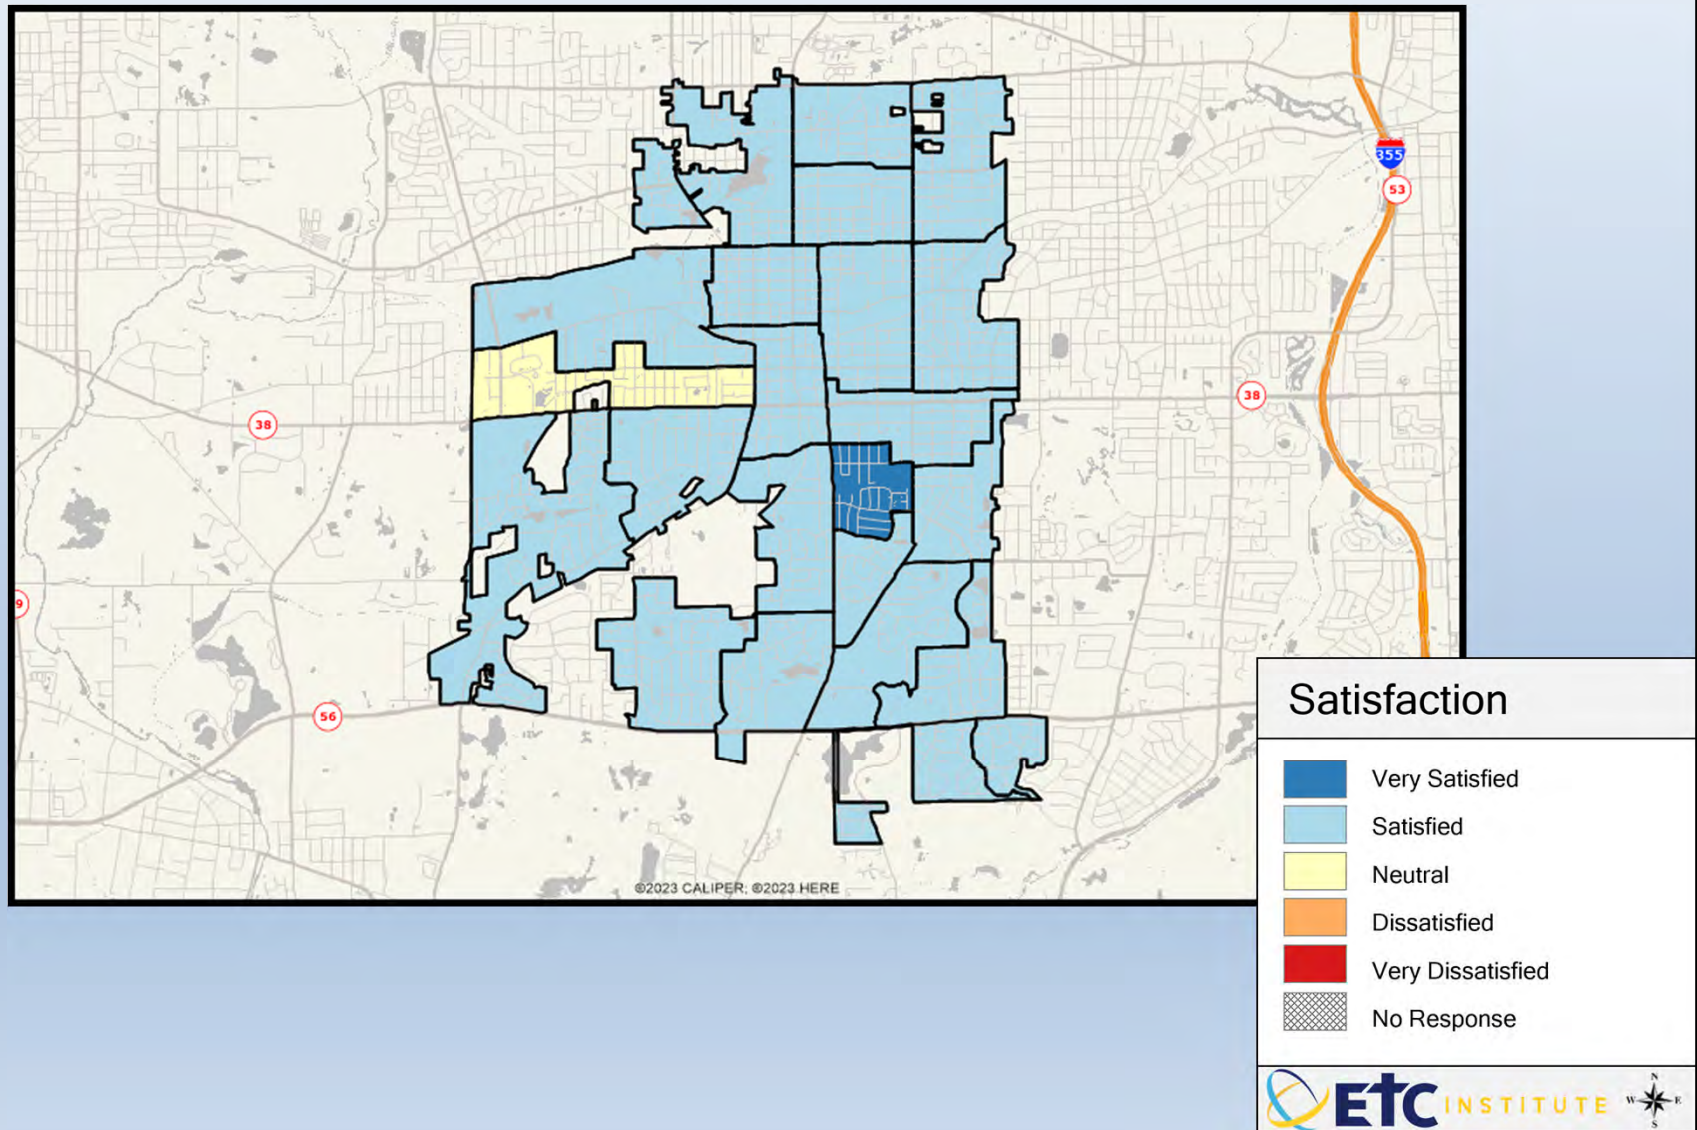 355
53
38
38
9
56
©2023 CALIPER; ©2023 HERE
Satisfaction
Very Satisfied
Satisfied
Neutral
Dissatisfied
Very Dissatisfied
No Response
ETC INSTITUTE
N
W E
S